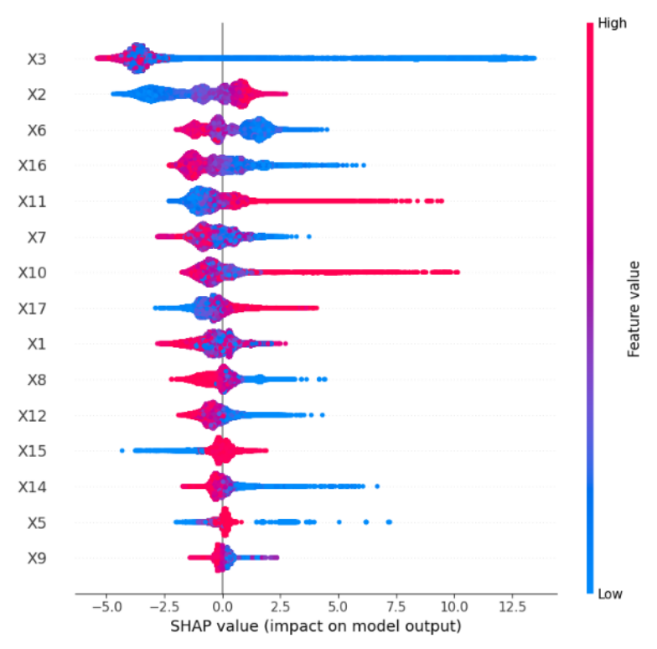 High
X3
X2
X6
X16
X11
X7
X10
X17
X1
X8
X12
X15
X14
X5
X9
Feature value
Low
−5.0 −2.5 0.0 2.5 5.0 7.5 10.0 12.5
SHAP value (impact on model output)